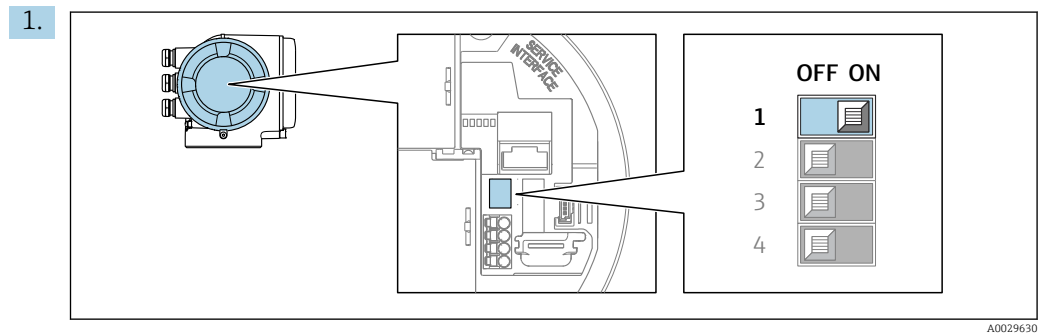 1.
SERVICE
INTERFACE
OFF ON
1
2
3
4
A0029630